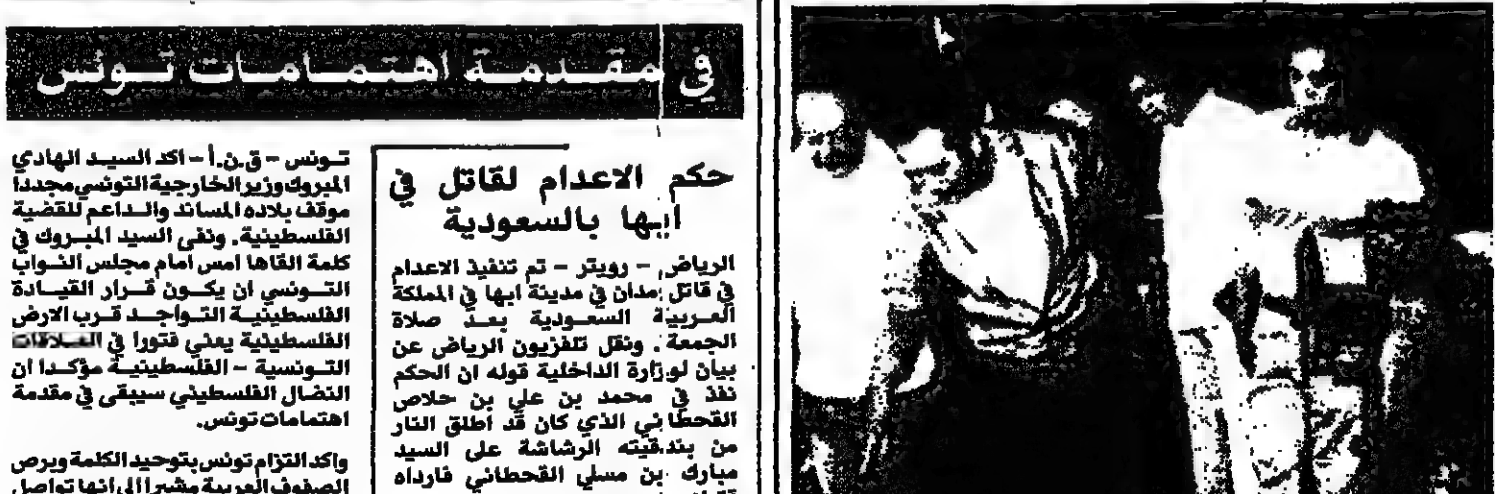 في مقدمة اهتمامات تونس
حكم الاعدام لقاتل في
ابها بالسعودية
الرياض - رويتر - تم تنفيذ الاعدام
في قاتل مدان في مدينة ابها في المملكة
العربية السعودية بعد صلاة
الجمعة . ونقل تلفزيون الرياض عن
بيان لوزارة الداخلية قوله ان الحكم
نفذ في محمد بن علي بن حلاص
القحطاني الذي كان قد اطلق النار
من بندقيته الرشاشة على السيد
مبارك بن مسلي القحطاني فارداه
تونس - ق.ن.أ - اكد السيد الهادي
المبروك وزير الخارجية التونسي مجددا
موقف بلاده المساند والداعم للقضية
الفلسطينية. ونفى السيد المبروك في
كلمة القاها امس امام مجلس النواب
التونسي ان يكون قرار القيادة
الفلسطينية التواجد قرب الارض
الفلسطينية يعني فتورا في العلاقات
التونسية - الفلسطينية مؤكدا ان
النضال الفلسطيني سيبقى في مقدمة
اهتمامات تونس.
واكد التزام تونس بتوحيد الكلمة وبرص
الصفوف العربية مشيرا الى انها تواصل